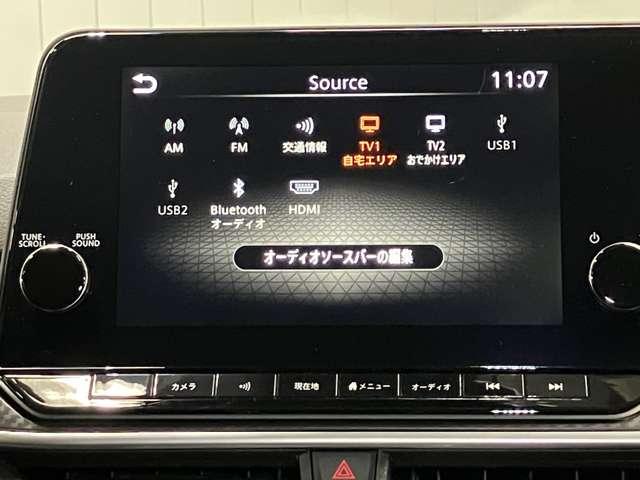 Source
11:07
AM
FM
交通情報
TV1
自宅エリア
TV2
おでかけエリア
USB1
USB2
Bluetooth
オーディオ
HDMI
オーディオソースバーの編集
TUNE・
SCROLL
PUSH
SOUND
カメラ
現在地
メニュー
オーディオ